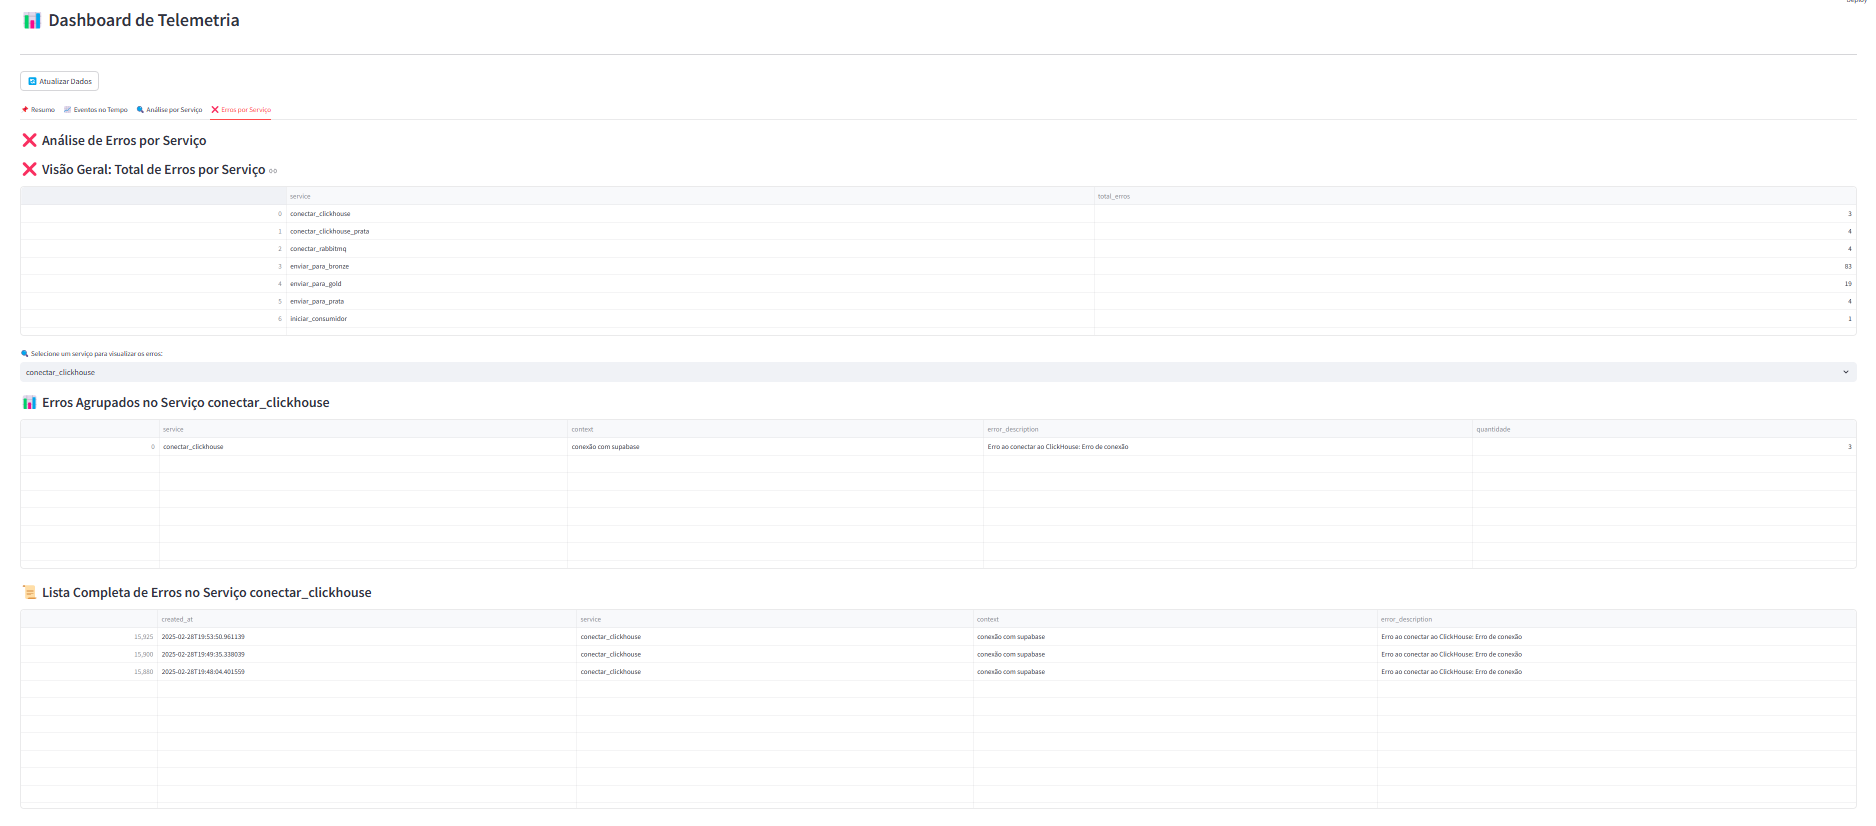 Dashboard de Telemetria
Atualizar Dados
Resumo Eventos no Tempo Análise por Serviço Erros por Serviço
Análise de Erros por Serviço
Visão Geral: Total de Erros por Serviço
service total_erros
0 conectar_clickhouse 3
1 conectar_clickhouse_prata 4
2 conectar_rabbitmq 4
3 enviar_para_bronze 83
4 enviar_para_gold 19
5 enviar_para_prata 4
6 iniciar_consumidor 1
Selecione um serviço para visualizar os erros:
conectar_clickhouse
Erros Agrupados no Serviço conectar_clickhouse
service context error_description quantidade
0 conectar_clickhouse conexão com supabase Erro ao conectar ao ClickHouse: Erro de conexão 3
Lista Completa de Erros no Serviço conectar_clickhouse
created_at service context error_description
15,925 2025-02-28T19:53:50.961139 conectar_clickhouse conexão com supabase Erro ao conectar ao ClickHouse: Erro de conexão
15,900 2025-02-28T19:49:35.338039 conectar_clickhouse conexão com supabase Erro ao conectar ao ClickHouse: Erro de conexão
15,880 2025-02-28T19:48:04.401559 conectar_clickhouse conexão com supabase Erro ao conectar ao ClickHouse: Erro de conexão